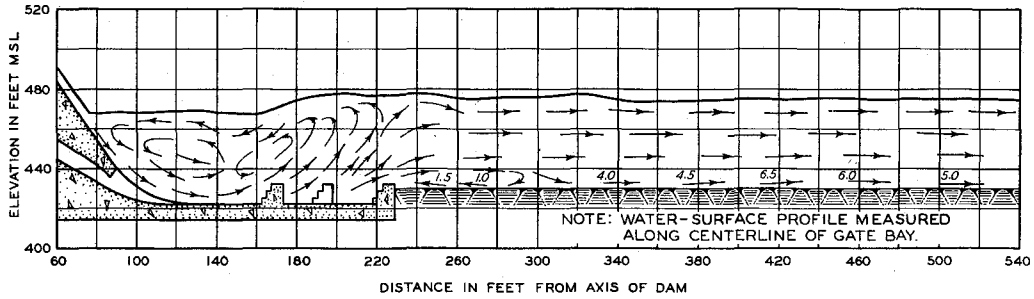 520
480
440
400
ELEVATION IN FEET MSL
1.5 1.0 4.0 4.5 6.5 6.0 5.0
NOTE: WATER-SURFACE PROFILE MEASURED
ALONG CENTERLINE OF GATE BAY.
60 100 140 180 220 260 300 340 380 420 460 500 540
DISTANCE IN FEET FROM AXIS OF DAM